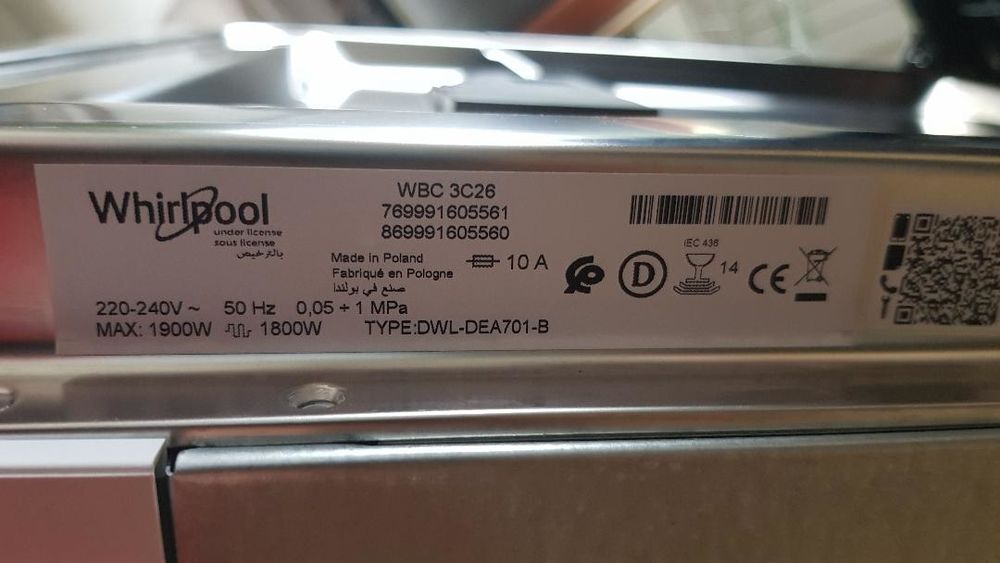 Whirlpool
under license
sous license
بالترخيص
WBC 3C26
769991605561
869991605560
Made in Poland
Fabriqué en Pologne
صنع في بولندا
10 A
D
IEC 436
14
CE
220-240V ~ 50 Hz 0,05 ÷ 1 MPa
MAX: 1900W 1800W TYPE:DWL-DEA701-B